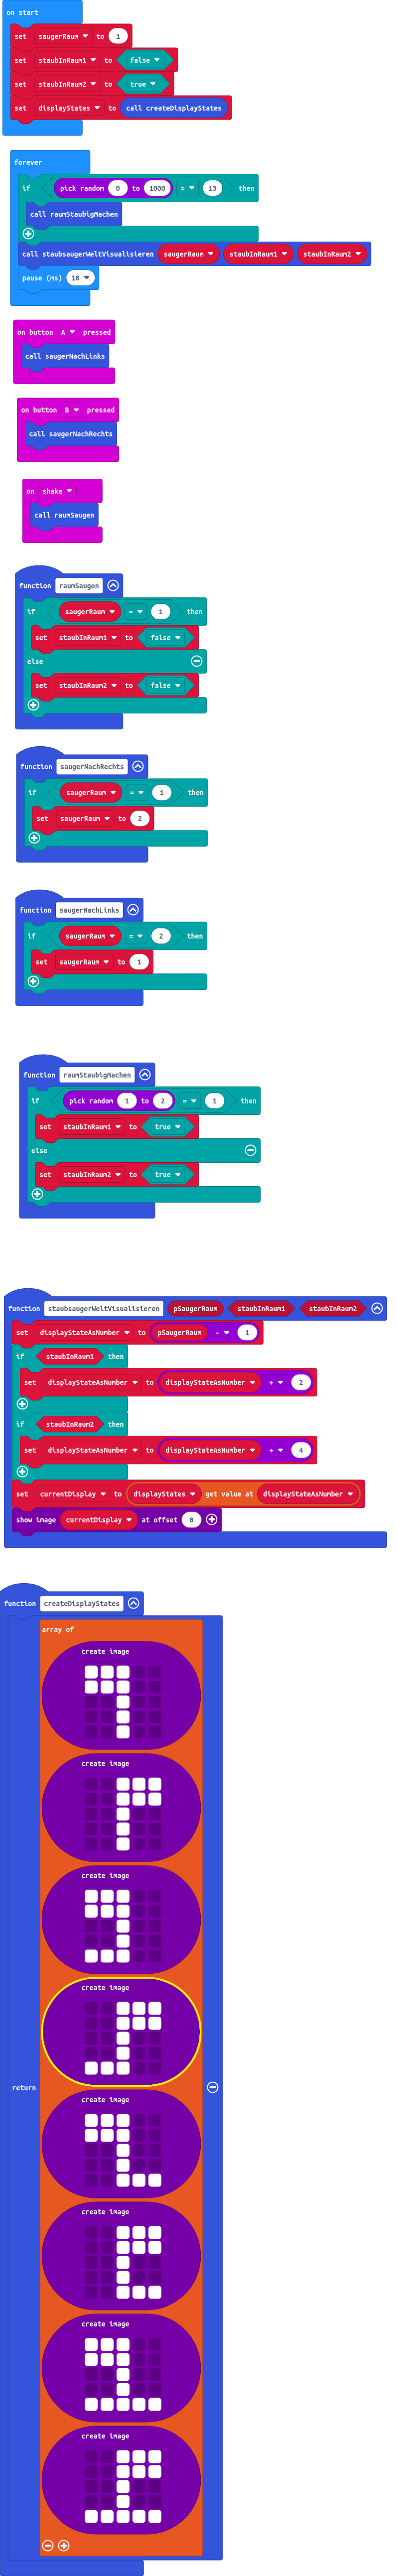 on start
set saugerRaum to 1
set staubInRaum1 to false
set staubInRaum2 to true
set displayStates to call createDisplayStates
forever
if pick random 0 to 1000 = 13 then
call raumStaubigMachen
call staubsaugerWeltVisualisieren saugerRaum staubInRaum1 staubInRaum2
pause (ms) 10
on button A pressed
call saugerNachLinks
on button B pressed
call saugerNachRechts
on shake
call raumSaugen
function raumSaugen
if saugerRaum = 1 then
set staubInRaum1 to false
else
set staubInRaum2 to false
function saugerNachRechts
if saugerRaum = 1 then
set saugerRaum to 2
function saugerNachLinks
if saugerRaum = 2 then
set saugerRaum to 1
function raumStaubigMachen
if pick random 1 to 2 = 1 then
set staubInRaum1 to true
else
set staubInRaum2 to true
function staubsaugerWeltVisualisieren pSaugerRaum staubInRaum1 staubInRaum2
set displayStateAsNumber to pSaugerRaum - 1
if staubInRaum1 then
set displayStateAsNumber to displayStateAsNumber + 2
if staubInRaum2 then
set displayStateAsNumber to displayStateAsNumber + 4
set currentDisplay to displayStates get value at displayStateAsNumber
show image currentDisplay at offset 0
function createDisplayStates
array of
create image
create image
create image
create image
return
create image
create image
create image
create image